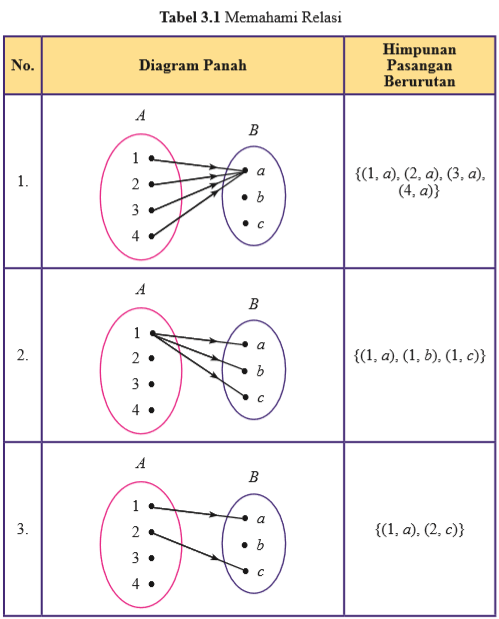 Tabel 3.1 Memahami Relasi
No.
Diagram Panah
Himpunan
Pasangan
Berurutan
1.
A
B
1
2
3
4
a
b
c
{(1, a), (2, a), (3, a),
(4, a)}
2.
A
B
1
2
3
4
a
b
c
{(1, a), (1, b), (1, c)}
3.
A
B
1
2
3
4
a
b
c
{(1, a), (2, c)}